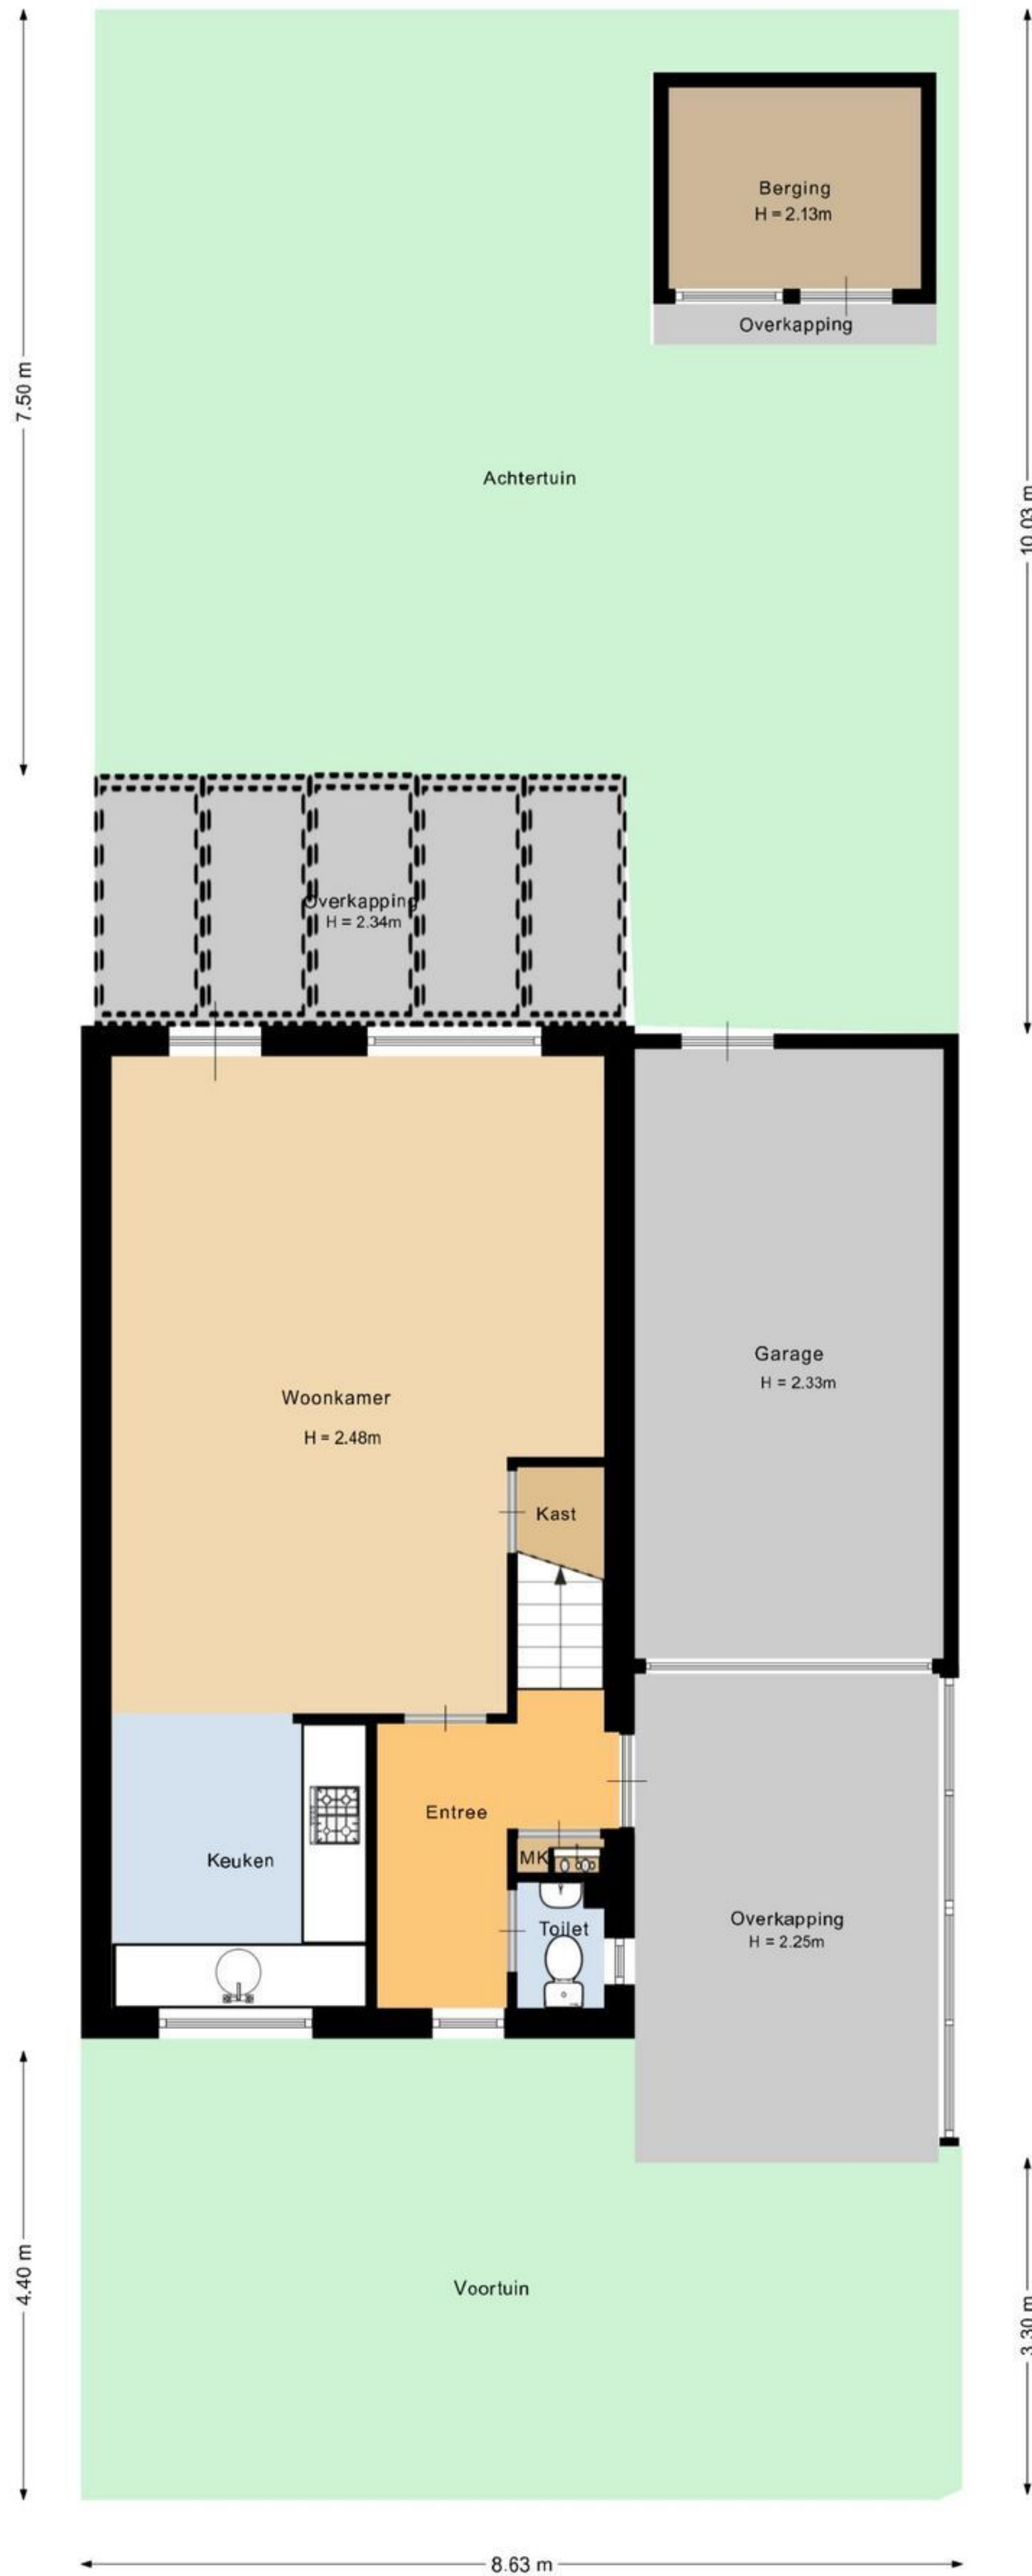 Berging
H = 2.13m
Overkapping
7.50 m
Achtertuin
10.03 m
Overkapping
H = 2.34m
Garage
H = 2.33m
Woonkamer
H = 2.48m
Kast
Entree
Keuken
MK
Toilet
Overkapping
H = 2.25m
4.40 m
Voortuin
3.30 m
8.63 m